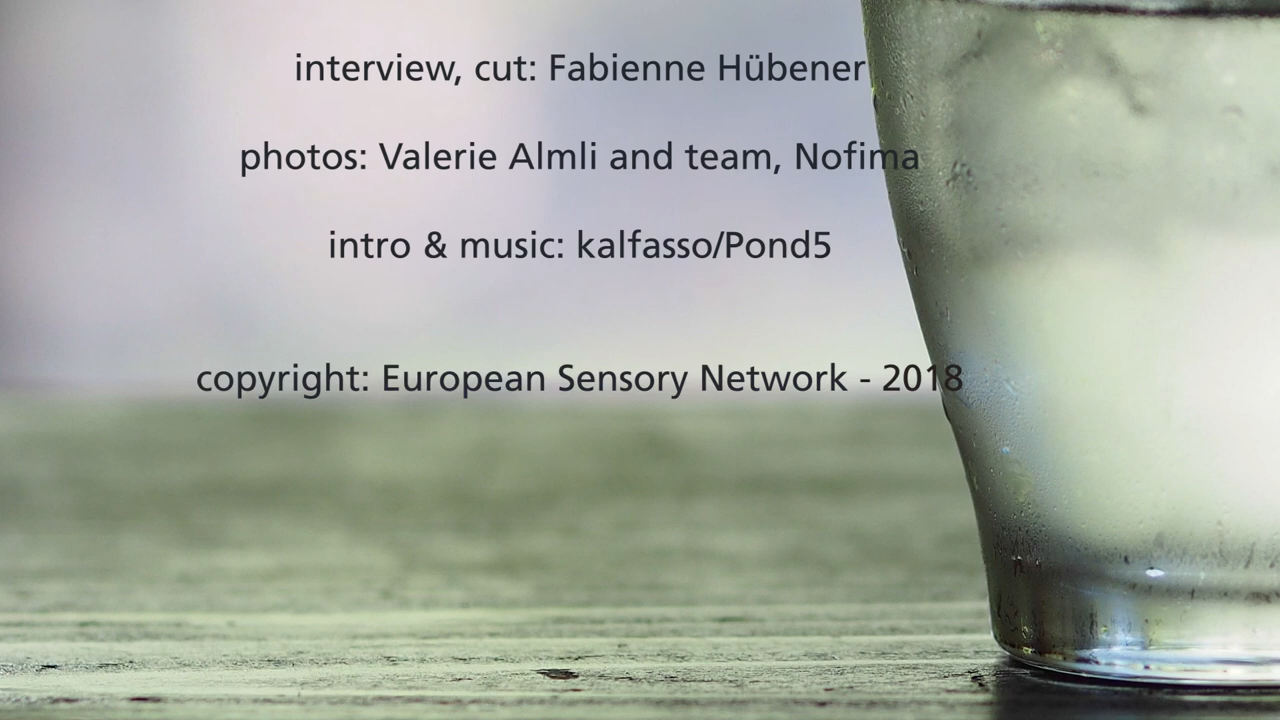 interview, cut: Fabienne Hübener
photos: Valerie Almli and team, Nofima
intro & music: kalfasso/Pond5
copyright: European Sensory Network - 2018